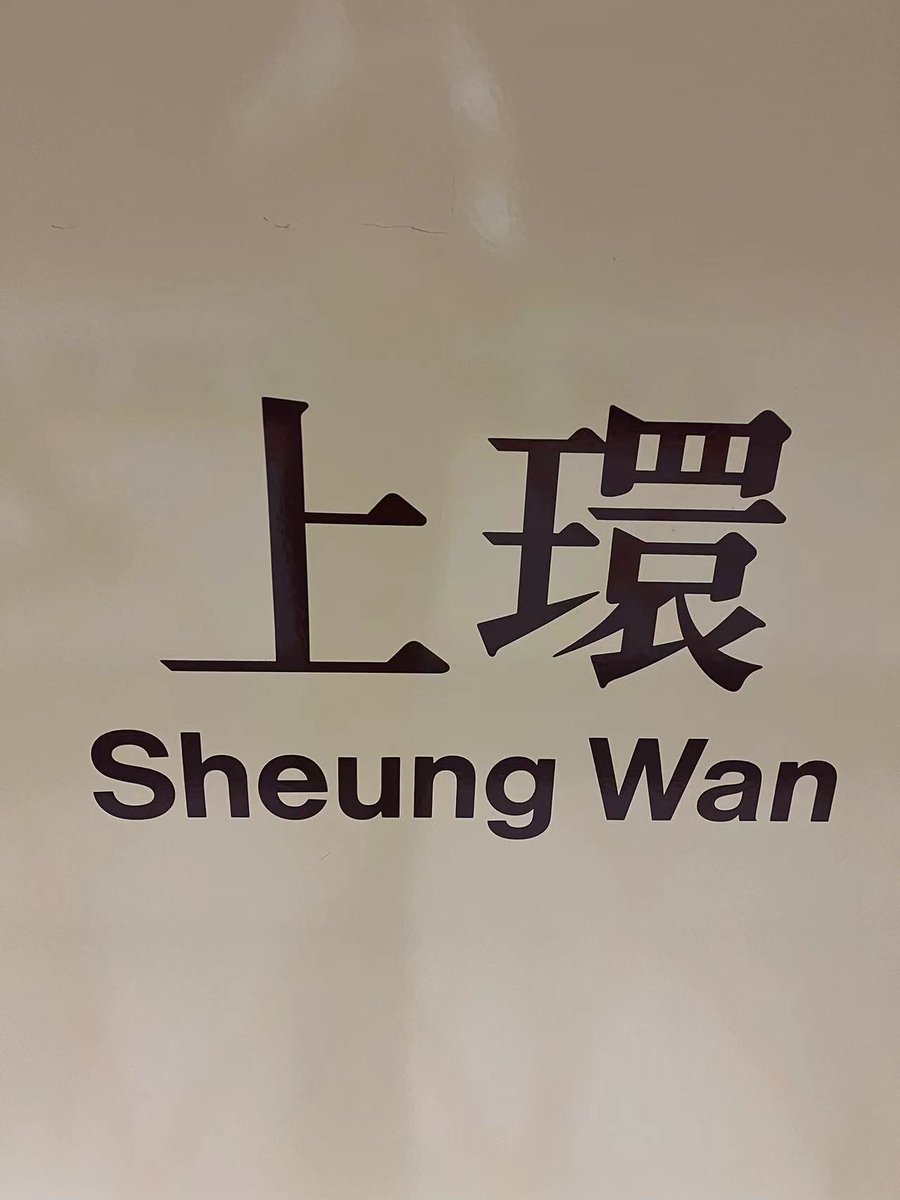 上環
Sheung Wan